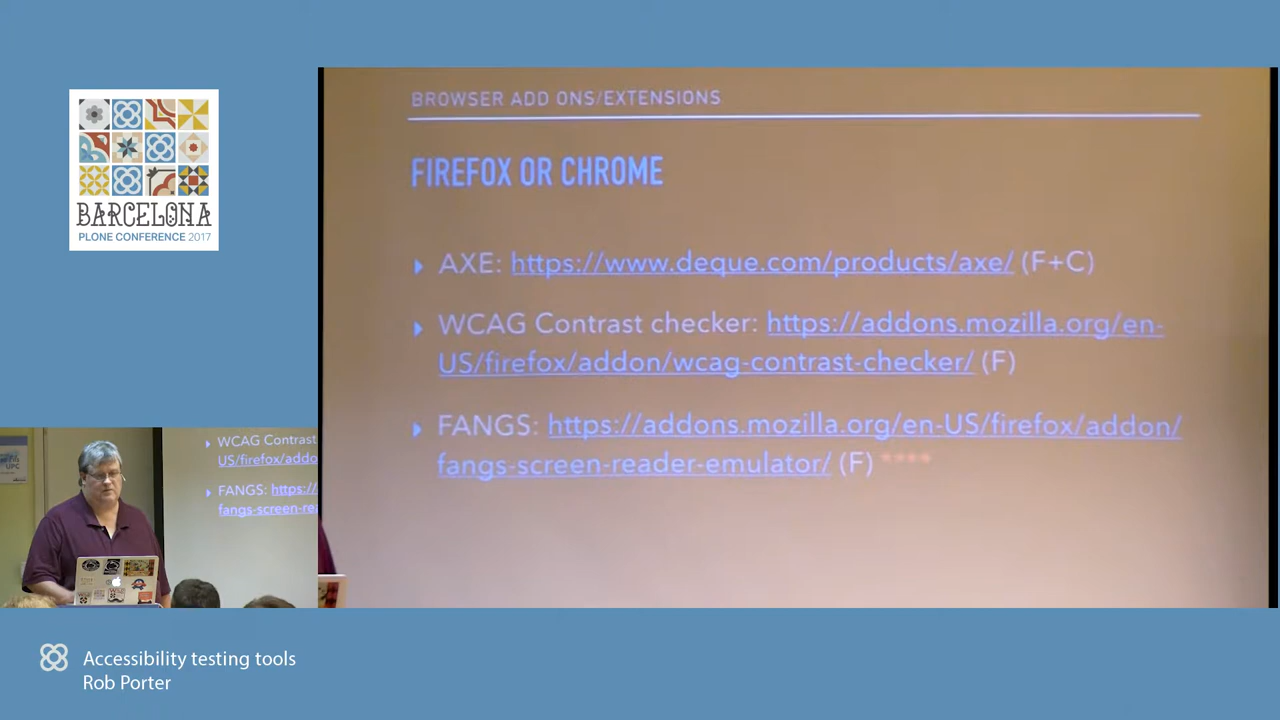 BARCELONA
PLONE CONFERENCE 2017
BROWSER ADD ONS/EXTENSIONS
FIREFOX OR CHROME
AXE: https://www.deque.com/products/axe/ (F+C)
WCAG Contrast checker: https://addons.mozilla.org/en-
US/firefox/addon/wcag-contrast-checker/ (F)
FANGS: https://addons.mozilla.org/en-US/firefox/addon/
fangs-screen-reader-emulator/ (F) ****
UPC
WCAG Contrast
US/firefox/addo
FANGS: https://
fangs-screen-re
Accessibility testing tools
Rob Porter